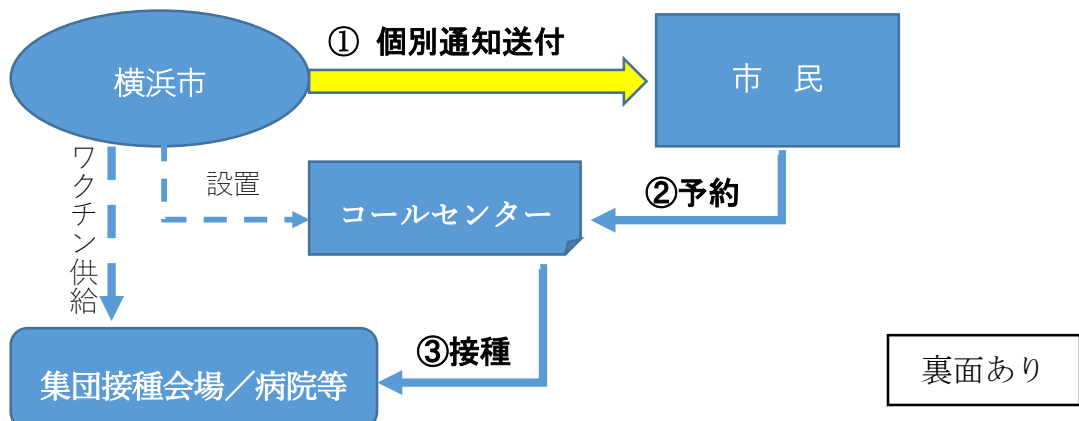 ① 個別通知送付
横浜市
市　民
ワクチン供給
設置
②予約
コールセンター
③接種
集団接種会場／病院等
裏面あり